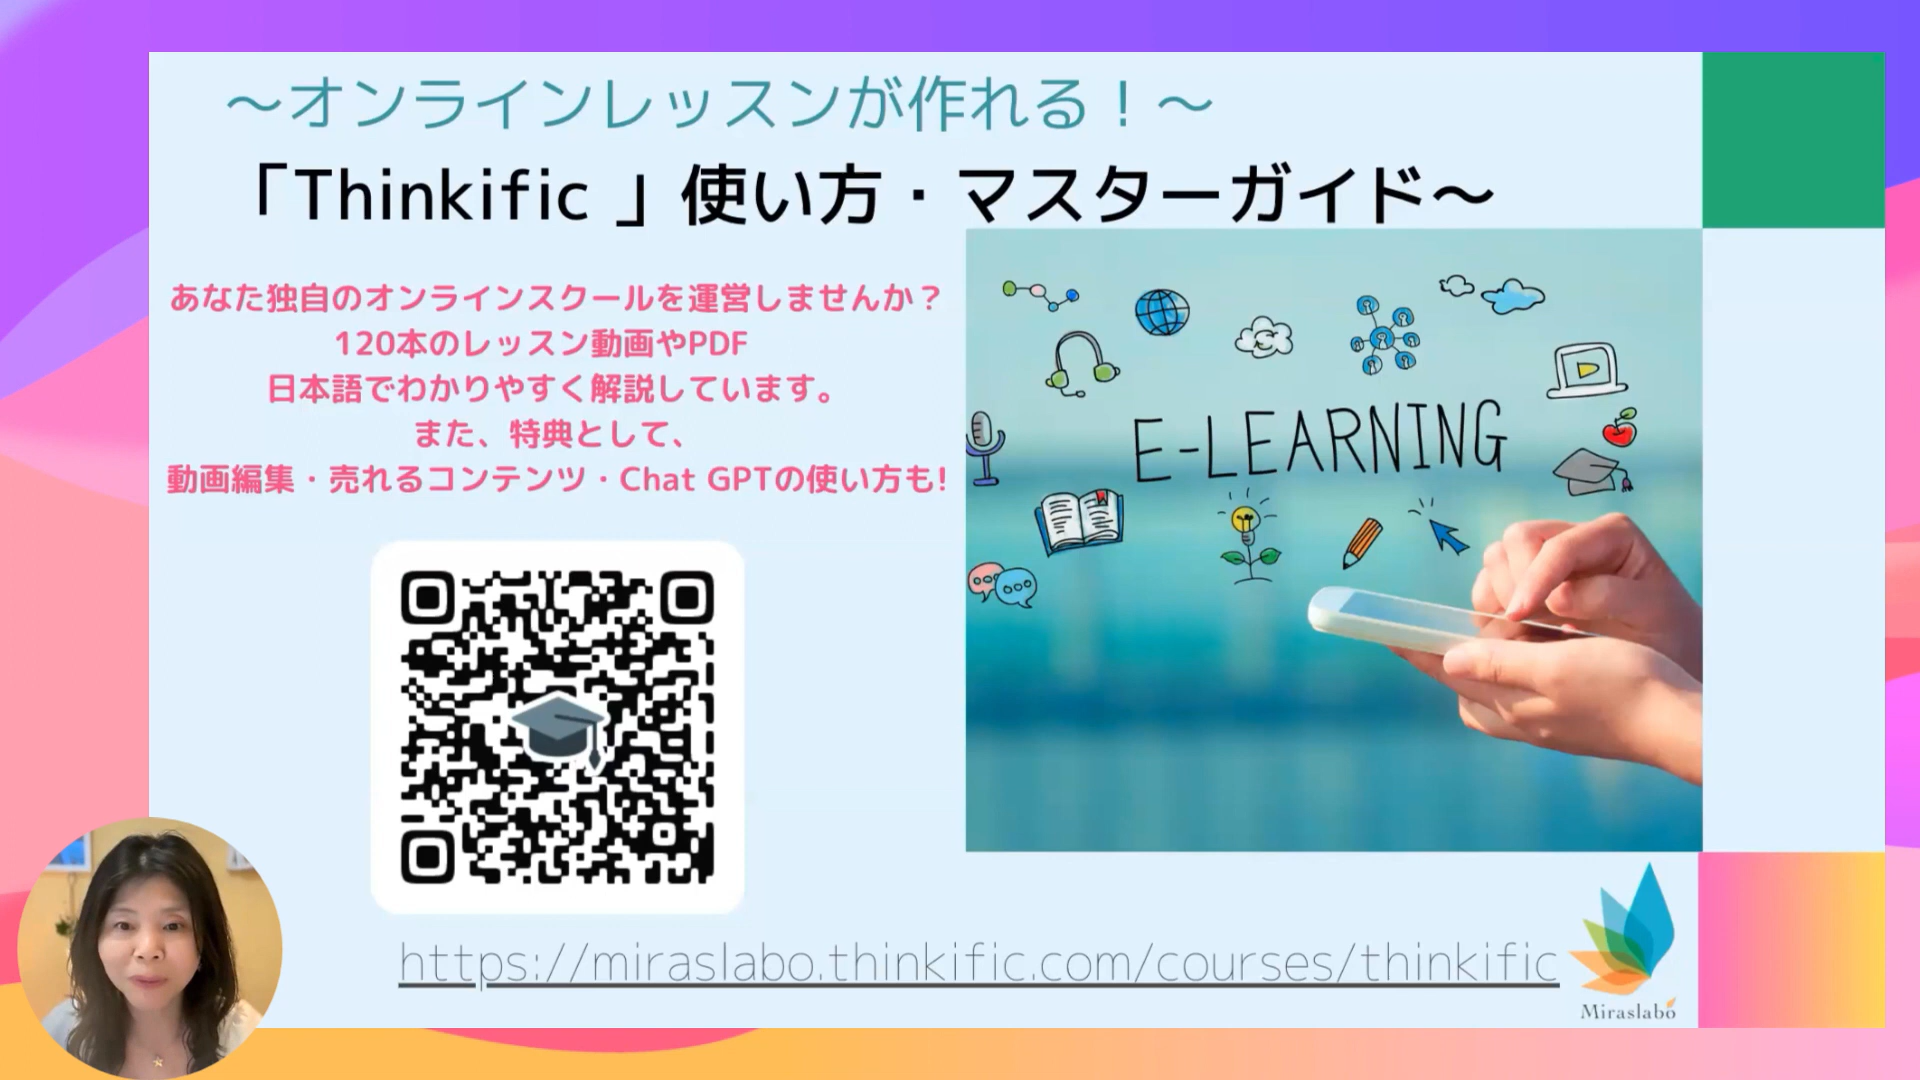 ～オンラインレッスンが作れる！～
「Thinkific 」使い方・マスターガイド～
あなた独自のオンラインスクールを運営しませんか？
120本のレッスン動画やPDF
日本語でわかりやすく解説しています。
また、特典として、
動画編集・売れるコンテンツ・Chat GPTの使い方も!
E-LEARNING
https://miraslabo.thinkific.com/courses/thinkific
Miraslabo